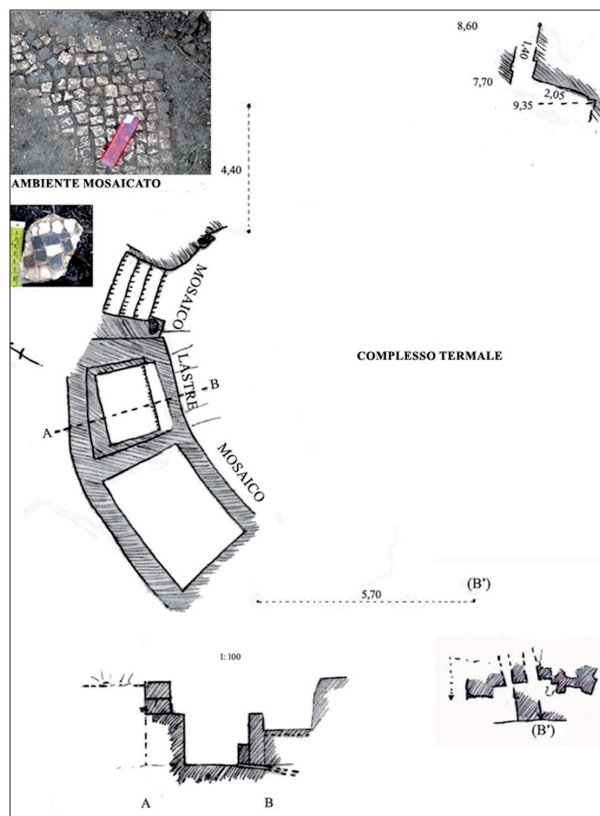 8,60
1,40
7,70
2,05
9,35
4,40
AMBIENTE MOSAICATO
MOSAICO
COMPLESSO TERMALE
LASTRE
B
A
MOSAICO
(B')
5,70
1: 100
(B')
A B